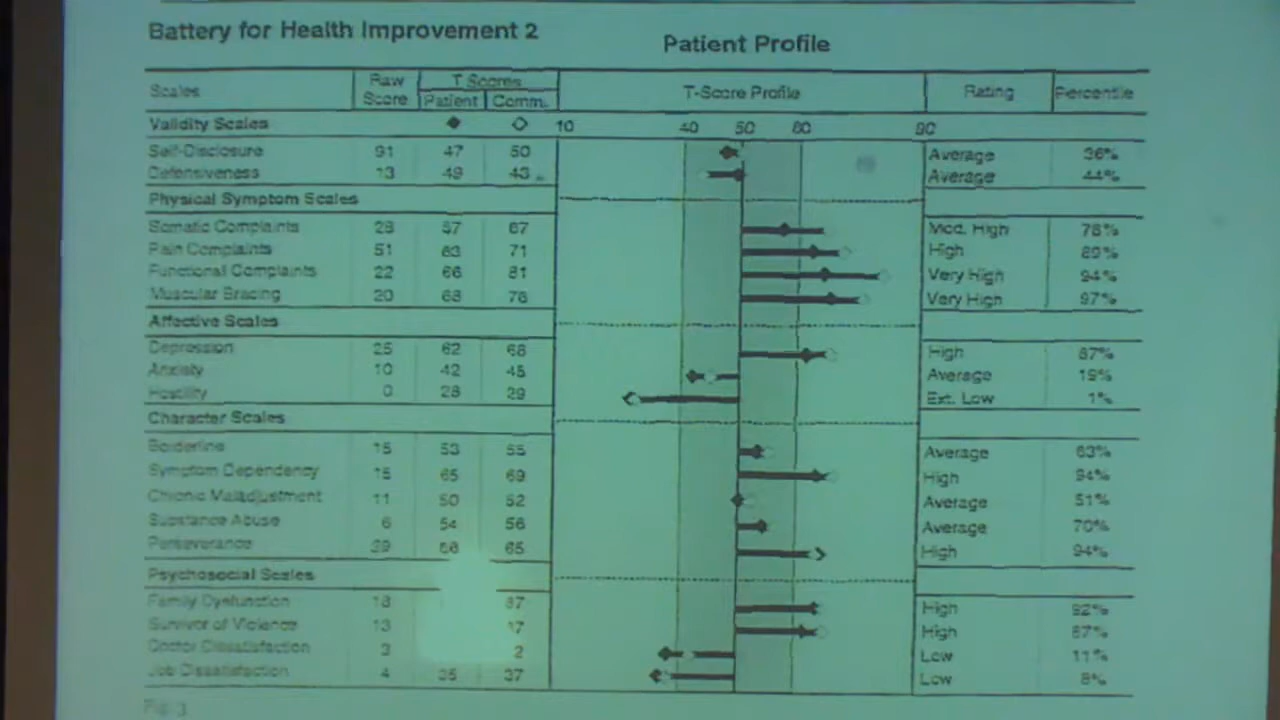 Battery for Health Improvement 2
Patient Profile
Scales Raw Score T Scores Patient Comm. T-Score Profile Rating Percentile
Validity Scales 10 40 50 60 90
Self-Disclosure 91 47 50 Average 36%
Defensiveness 13 49 43 Average 44%
Physical Symptom Scales
Somatic Complaints 23 57 67 Mod. High 78%
Pain Complaints 51 63 71 High 89%
Functional Complaints 22 66 81 Very High 94%
Muscular Bracing 20 68 76 Very High 97%
Affective Scales
Depression 25 62 68 High 87%
Anxiety 10 42 45 Average 19%
Hostility 0 28 29 Ext. Low 1%
Character Scales
Borderline 15 53 55 Average 63%
Symptom Dependency 15 65 69 High 94%
Chronic Maladjustment 11 50 52 Average 51%
Substance Abuse 6 54 56 Average 70%
Perseverance 39 65 High 94%
Psychosocial Scales
Family Dysfunction High 92%
Survivor of Violence 13 High 87%
Doctor Dissatisfaction 3 2 Low 11%
Job Dissatisfaction 4 35 37 Low 8%